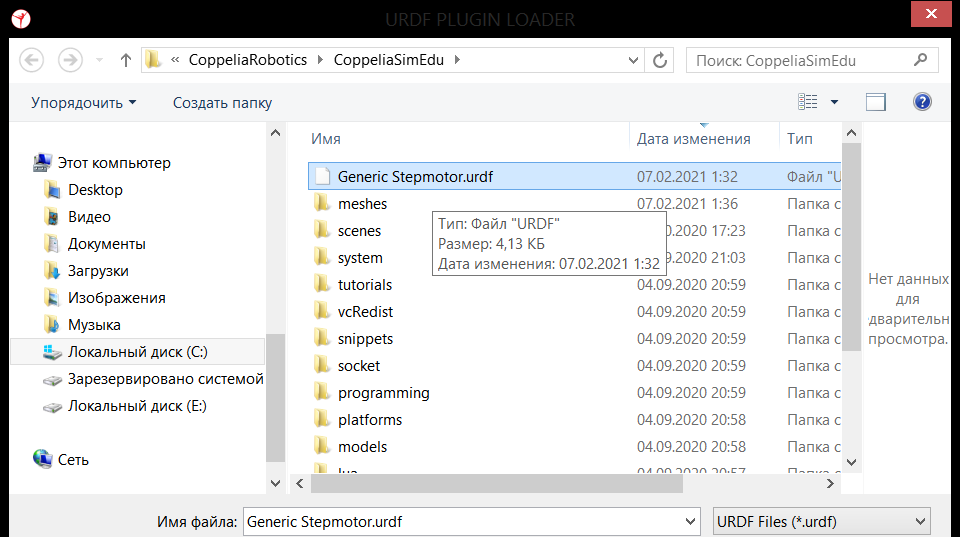 URDF PLUGIN LOADER
« CoppeliaRobotics CoppeliaSimEdu
Поиск: CoppeliaSimEdu
Упорядочить Создать папку
Имя Дата изменения Тип
Этот компьютер
Desktop
Видео
Документы
Загрузки
Изображения
Музыка
Локальный диск (C:)
Зарезервировано системой
Локальный диск (E:)
Сеть
Generic Stepmotor.urdf 07.02.2021 1:32 Файл "U
meshes 07.02.2021 1:36 Папка с
scenes 0.2020 17:23 Папка с
system 0.2020 21:03 Папка с
tutorials 04.09.2020 20:59 Папка с
vcRedist 04.09.2020 20:59 Папка с
snippets 04.09.2020 20:59 Папка с
socket 04.09.2020 20:59 Папка с
programming 04.09.2020 20:59 Папка с
platforms 04.09.2020 20:58 Папка с
models 04.09.2020 20:58 Папка с
lua 04.09.2020 20:57 Папка с
Тип: Файл "URDF"
Размер: 4,13 КБ
Дата изменения: 07.02.2021 1:32
Нет данных
для
дварительн
просмотра.
Имя файла: Generic Stepmotor.urdf URDF Files (*.urdf)